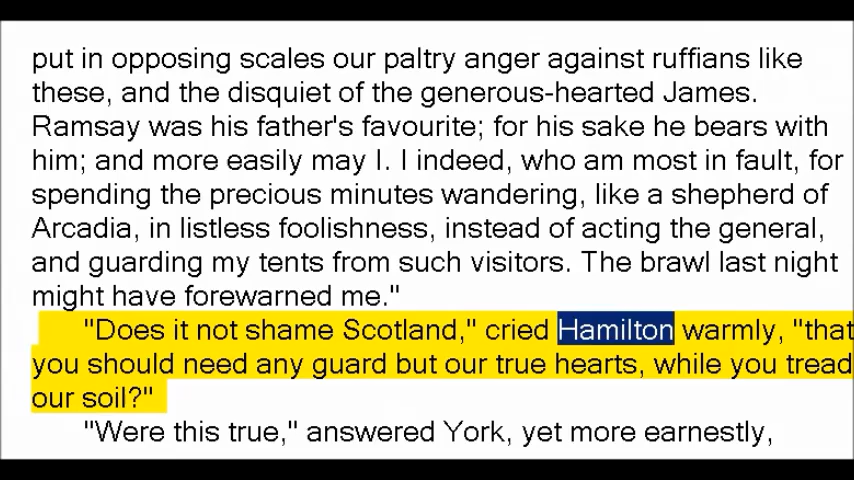 put in opposing scales our paltry anger against ruffians like
these, and the disquiet of the generous-hearted James.
Ramsay was his father's favourite; for his sake he bears with
him; and more easily may I. I indeed, who am most in fault, for
spending the precious minutes wandering, like a shepherd of
Arcadia, in listless foolishness, instead of acting the general,
and guarding my tents from such visitors. The brawl last night
might have forewarned me."
"Does it not shame Scotland," cried Hamilton warmly, "that
you should need any guard but our true hearts, while you tread
our soil?"
"Were this true," answered York, yet more earnestly,